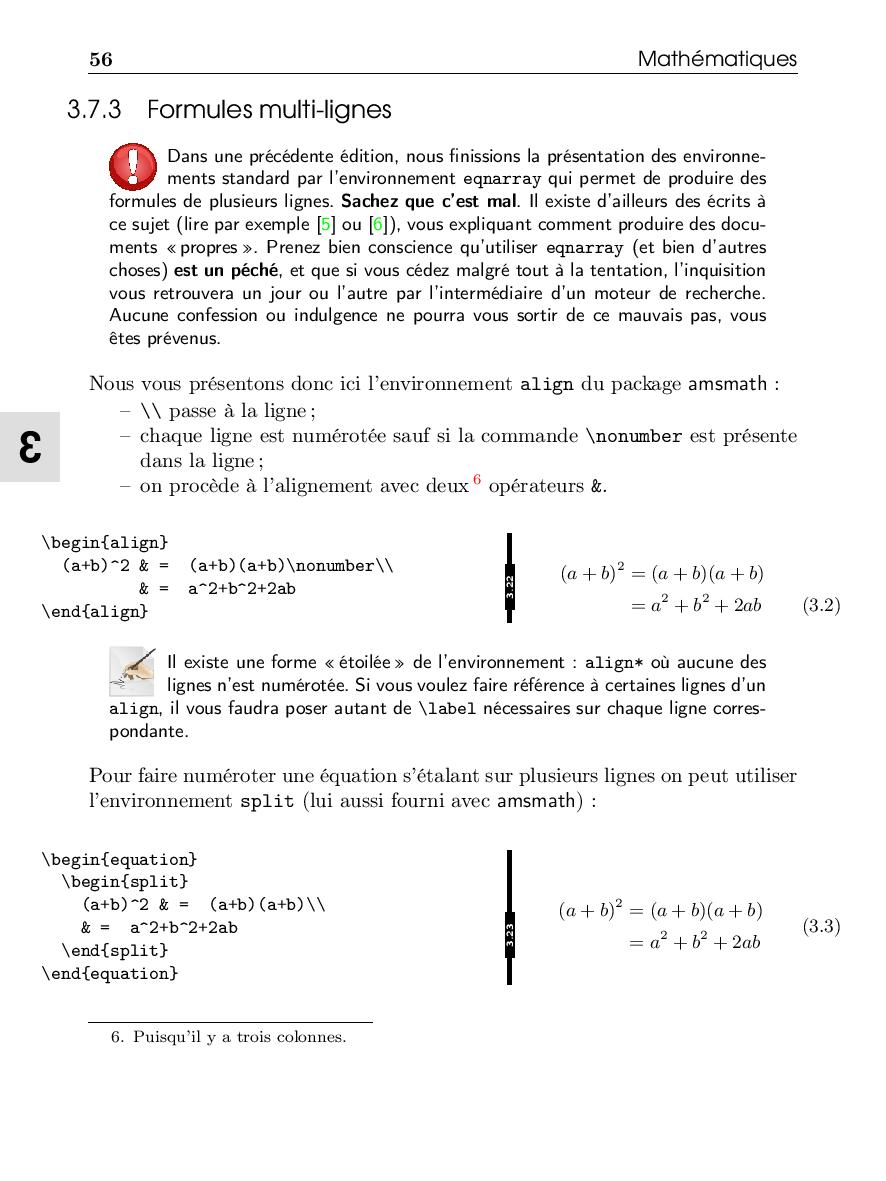 56 Mathématiques
3.7.3 Formules multi-lignes
Dans une précédente édition, nous finissions la présentation des environne-
ments standard par l'environnement eqnarray qui permet de produire des
formules de plusieurs lignes. Sachez que c'est mal. Il existe d'ailleurs des écrits à
ce sujet (lire par exemple [5] ou [6]), vous expliquant comment produire des docu-
ments « propres ». Prenez bien conscience qu'utiliser eqnarray (et bien d'autres
choses) est un péché, et que si vous cédez malgré tout à la tentation, l'inquisition
vous retrouvera un jour ou l'autre par l'intermédiaire d'un moteur de recherche.
Aucune confession ou indulgence ne pourra vous sortir de ce mauvais pas, vous
êtes prévenus.
Nous vous présentons donc ici l'environnement align du package amsmath :
– \\ passe à la ligne ;
– chaque ligne est numérotée sauf si la commande \nonumber est présente
dans la ligne ;
– on procède à l'alignement avec deux 6 opérateurs &.
3
\begin{align}
(a+b)^2 & = (a+b)(a+b)\nonumber\\
& = a^2+b^2+2ab
\end{align}
3.22
(a + b)² = (a + b)(a + b)
= a² + b² + 2ab (3.2)
Il existe une forme « étoilée » de l'environnement : align* où aucune des
lignes n'est numérotée. Si vous voulez faire référence à certaines lignes d'un
align, il vous faudra poser autant de \label nécessaires sur chaque ligne corres-
pondante.
Pour faire numéroter une équation s'étalant sur plusieurs lignes on peut utiliser
l'environnement split (lui aussi fourni avec amsmath) :
\begin{equation}
\begin{split}
(a+b)^2 & = (a+b)(a+b)\\
& = a^2+b^2+2ab
\end{split}
\end{equation}
3.23
(a + b)² = (a + b)(a + b)
= a² + b² + 2ab
(3.3)
6. Puisqu'il y a trois colonnes.